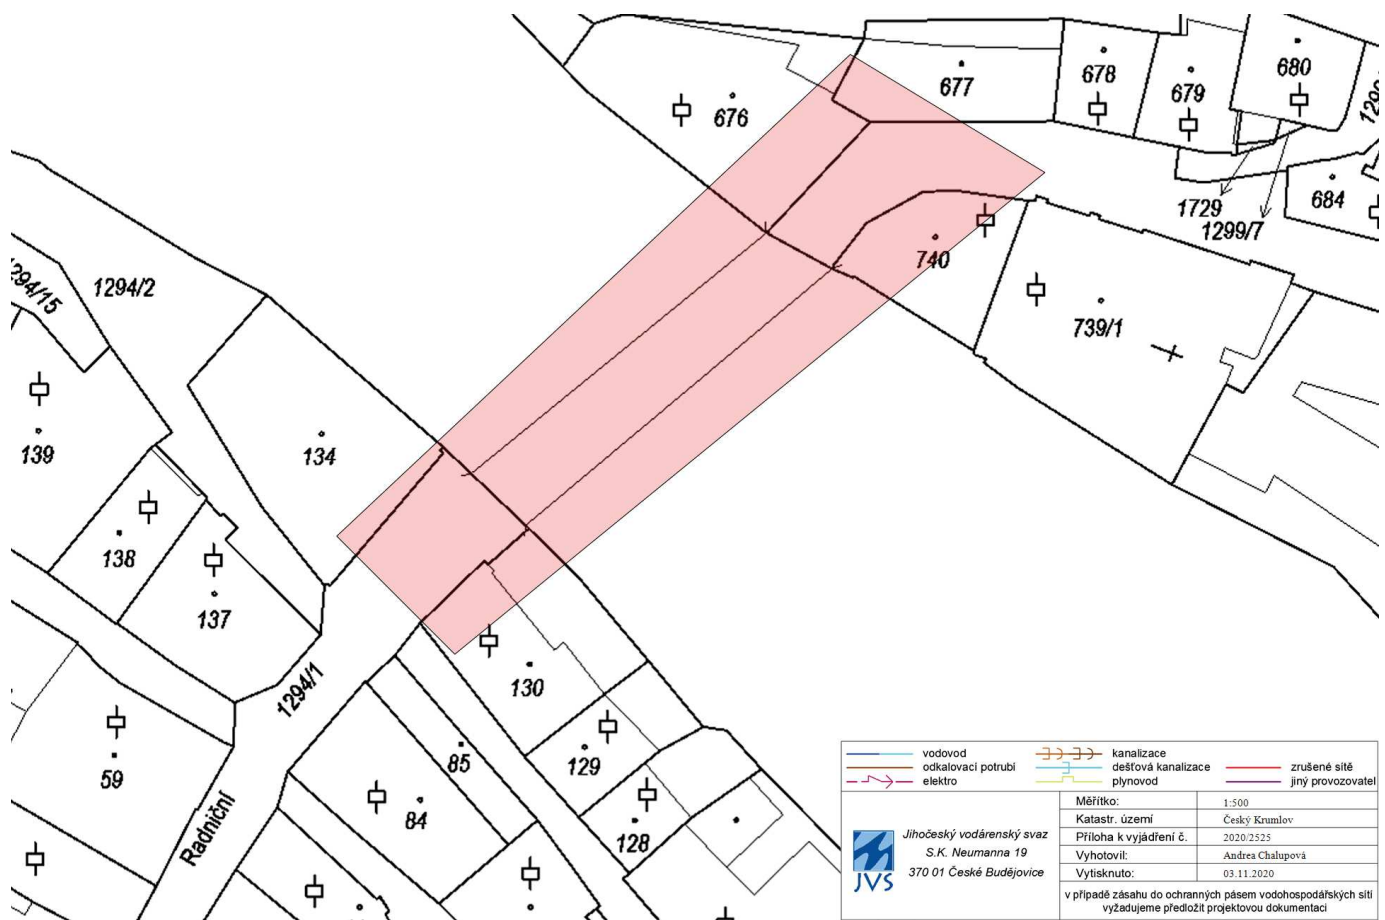 677
678
679
680
676
684
1729
1299/7
740
739/1
1294/2
139
134
138
137
1294/1
130
59
85
129
84
128
Radniční
vodovod
odkalovací potrubí
elektro
kanalizace
dešťová kanalizace
plynovod
zrušené sítě
jiný provozovatel
JVS
Jihočeský vodárenský svaz
S.K. Neumanna 19
370 01 České Budějovice
Měřítko: 1:500
Katastr. území Český Krumlov
Příloha k vyjádření č. 2020/2525
Vyhotovil: Andrea Chalupová
Vytisknuto: 03.11.2020
v případě zásahu do ochranných pásem vodohospodářských sítí
vyžadujeme předložit projektovou dokumentaci